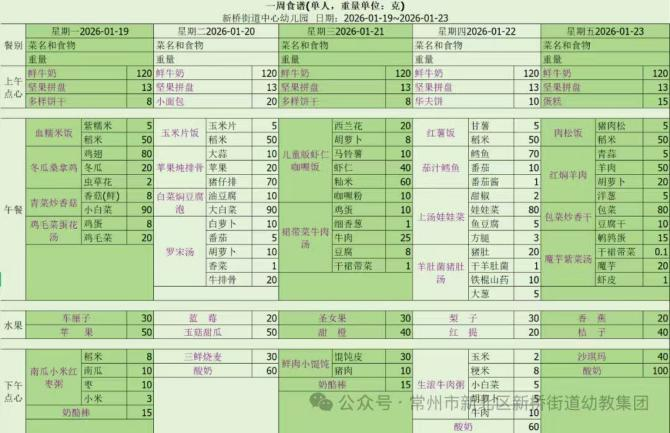 一周食谱(单人，重量单位：克)
新桥街道中心幼儿园 日期：2026-01-19~2026-01-23
餐别 星期一2026-01-19 星期二2026-01-20 星期三2026-01-21 星期四2026-01-22 星期五2026-01-23
菜名和食物 菜名和食物 菜名和食物 菜名和食物 菜名和食物
重量 重量 重量 重量 重量
上午点心
鲜牛奶 120 鲜牛奶 120 鲜牛奶 120 鲜牛奶 120 鲜牛奶 120
坚果拼盘 13 坚果拼盘 13 坚果拼盘 13 坚果拼盘 13 坚果拼盘 13
多样饼干 8 小面包 20 多样饼干 8 华夫饼 10 蛋糕 15
午餐
血糯米饭
紫糯米 5
稻米 50
冬瓜桑拿鸡
鸡翅 80
冬瓜 20
虫草花 2
青菜炒香菇
香菇(鲜) 8
小白菜 90
鸡毛菜蛋花汤
鸡蛋 8
鸡毛菜 20
玉米片饭
玉米片 5
稻米 50
苹果炖排骨
大蒜 10
苹果 20
猪仔排 70
白菜焖豆腐泡
油豆腐 10
大白菜 90
罗宋汤
白萝卜 10
番茄 5
胡萝卜 10
香菜 1
牛排骨 20
儿童版虾仁咖喱饭
西兰花 20
胡萝卜 8
马铃薯 10
虾仁 40
籼米 60
咖喱粉 10
裙带菜牛肉汤
鸡蛋 10
细香葱 1
牛肉 25
豆腐 8
干裙带菜 1
红薯饭
甘薯 5
稻米 50
茄汁鳕鱼
鳕鱼 70
番茄 10
番茄酱 1
上汤娃娃菜
甜椒 2
娃娃菜 80
鱼豆腐 5
方腿 3
羊肚菌猪肚汤
猪肚 20
干羊肚菌 1
铁棍山药 10
大葱 5
肉松饭
猪肉松 5
稻米 50
红焖羊肉
青蒜 5
羊肉 50
胡萝卜 5
洋葱 5
包菜炒香干
包菜 80
豆腐干 10
魔芋紫菜汤
鹌鹑蛋 15
干裙带菜 0.1
魔芋 20
虾皮 1
水果
车厘子 30 蓝莓 20 圣女果 30 梨子 30 香蕉 20
苹果 50 玉菇甜瓜 50 甜橙 40 红提 20 桔子 40
下午点心
南瓜小米红枣粥
稻米 8
南瓜 10
枣 10
小米 3
奶酪棒 15
三鲜烧麦 30
酸奶 60
鲜肉小馄饨
馄饨皮 30
猪肉 10
奶酪棒 15
生滚牛肉粥
玉米 2
粳米 8
小白菜 5
胡萝卜 5
牛肉 10
酸奶 60
沙琪玛 40
酸奶 100
公众号 · 常州市新北区新桥街道幼教集团